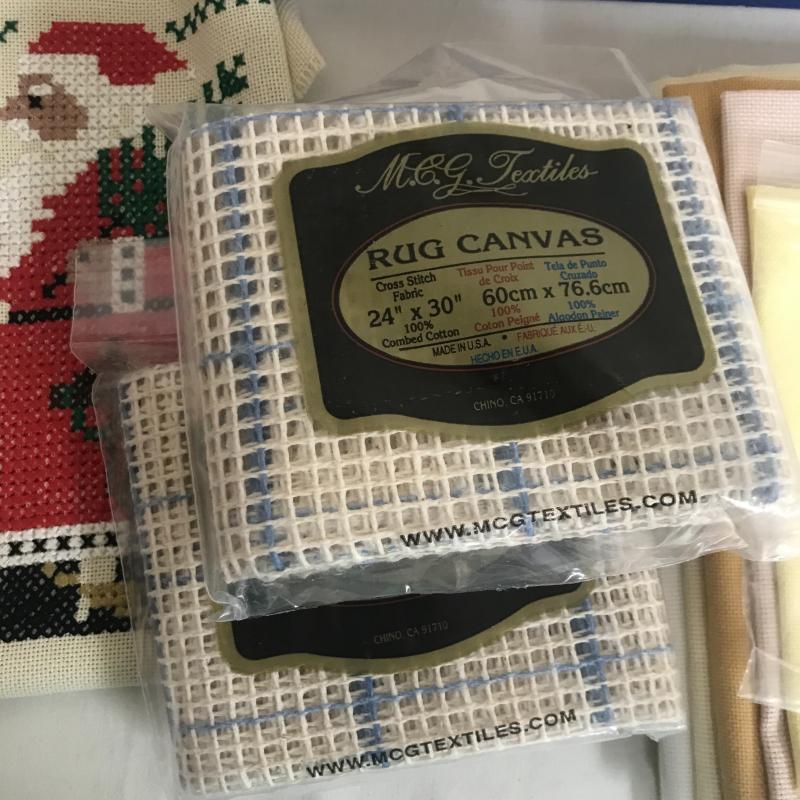 M.C.G. Textiles
RUG CANVAS
Cross Stitch
Fabric
24" x 30"
100%
Combed Cotton
Tissu Pour Point
de Croix
Tela de Punto
Cruzado
60cm x 76.6cm
100%
Coton Peigné
100%
Algodon Peiner
MADE IN U.S.A. • FABRIQUÉ AUX É.-U.
HECHO EN E.U.A.
CHINO, CA 91710
WWW.MCGTEXTILES.COM
CHINO, CA 91710
WWW.MCGTEXTILES.COM